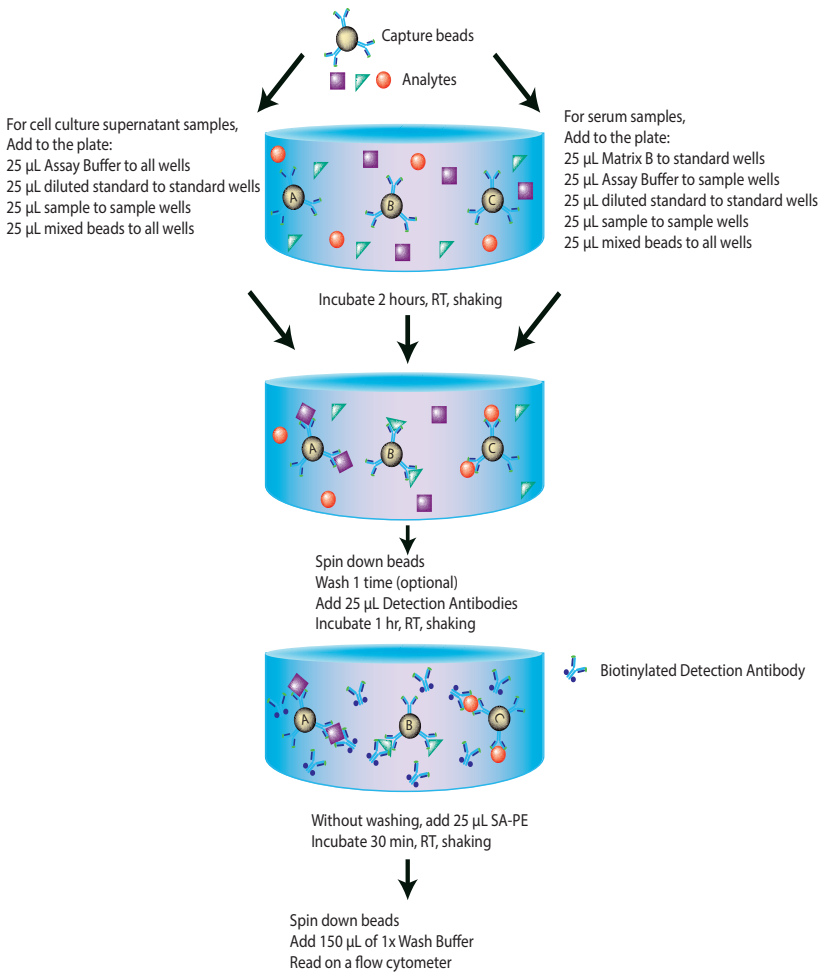 Capture beads
Analytes
For cell culture supernatant samples,
Add to the plate:
25 µL Assay Buffer to all wells
25 µL diluted standard to standard wells
25 µL sample to sample wells
25 µL mixed beads to all wells
For serum samples,
Add to the plate:
25 µL Matrix B to standard wells
25 µL Assay Buffer to sample wells
25 µL diluted standard to standard wells
25 µL sample to sample wells
25 µL mixed beads to all wells
A
B
C
Incubate 2 hours, RT, shaking
A
B
C
Spin down beads
Wash 1 time (optional)
Add 25 µL Detection Antibodies
Incubate 1 hr, RT, shaking
Biotinylated Detection Antibody
A
B
C
Without washing, add 25 µL SA-PE
Incubate 30 min, RT, shaking
Spin down beads
Add 150 µL of 1x Wash Buffer
Read on a flow cytometer